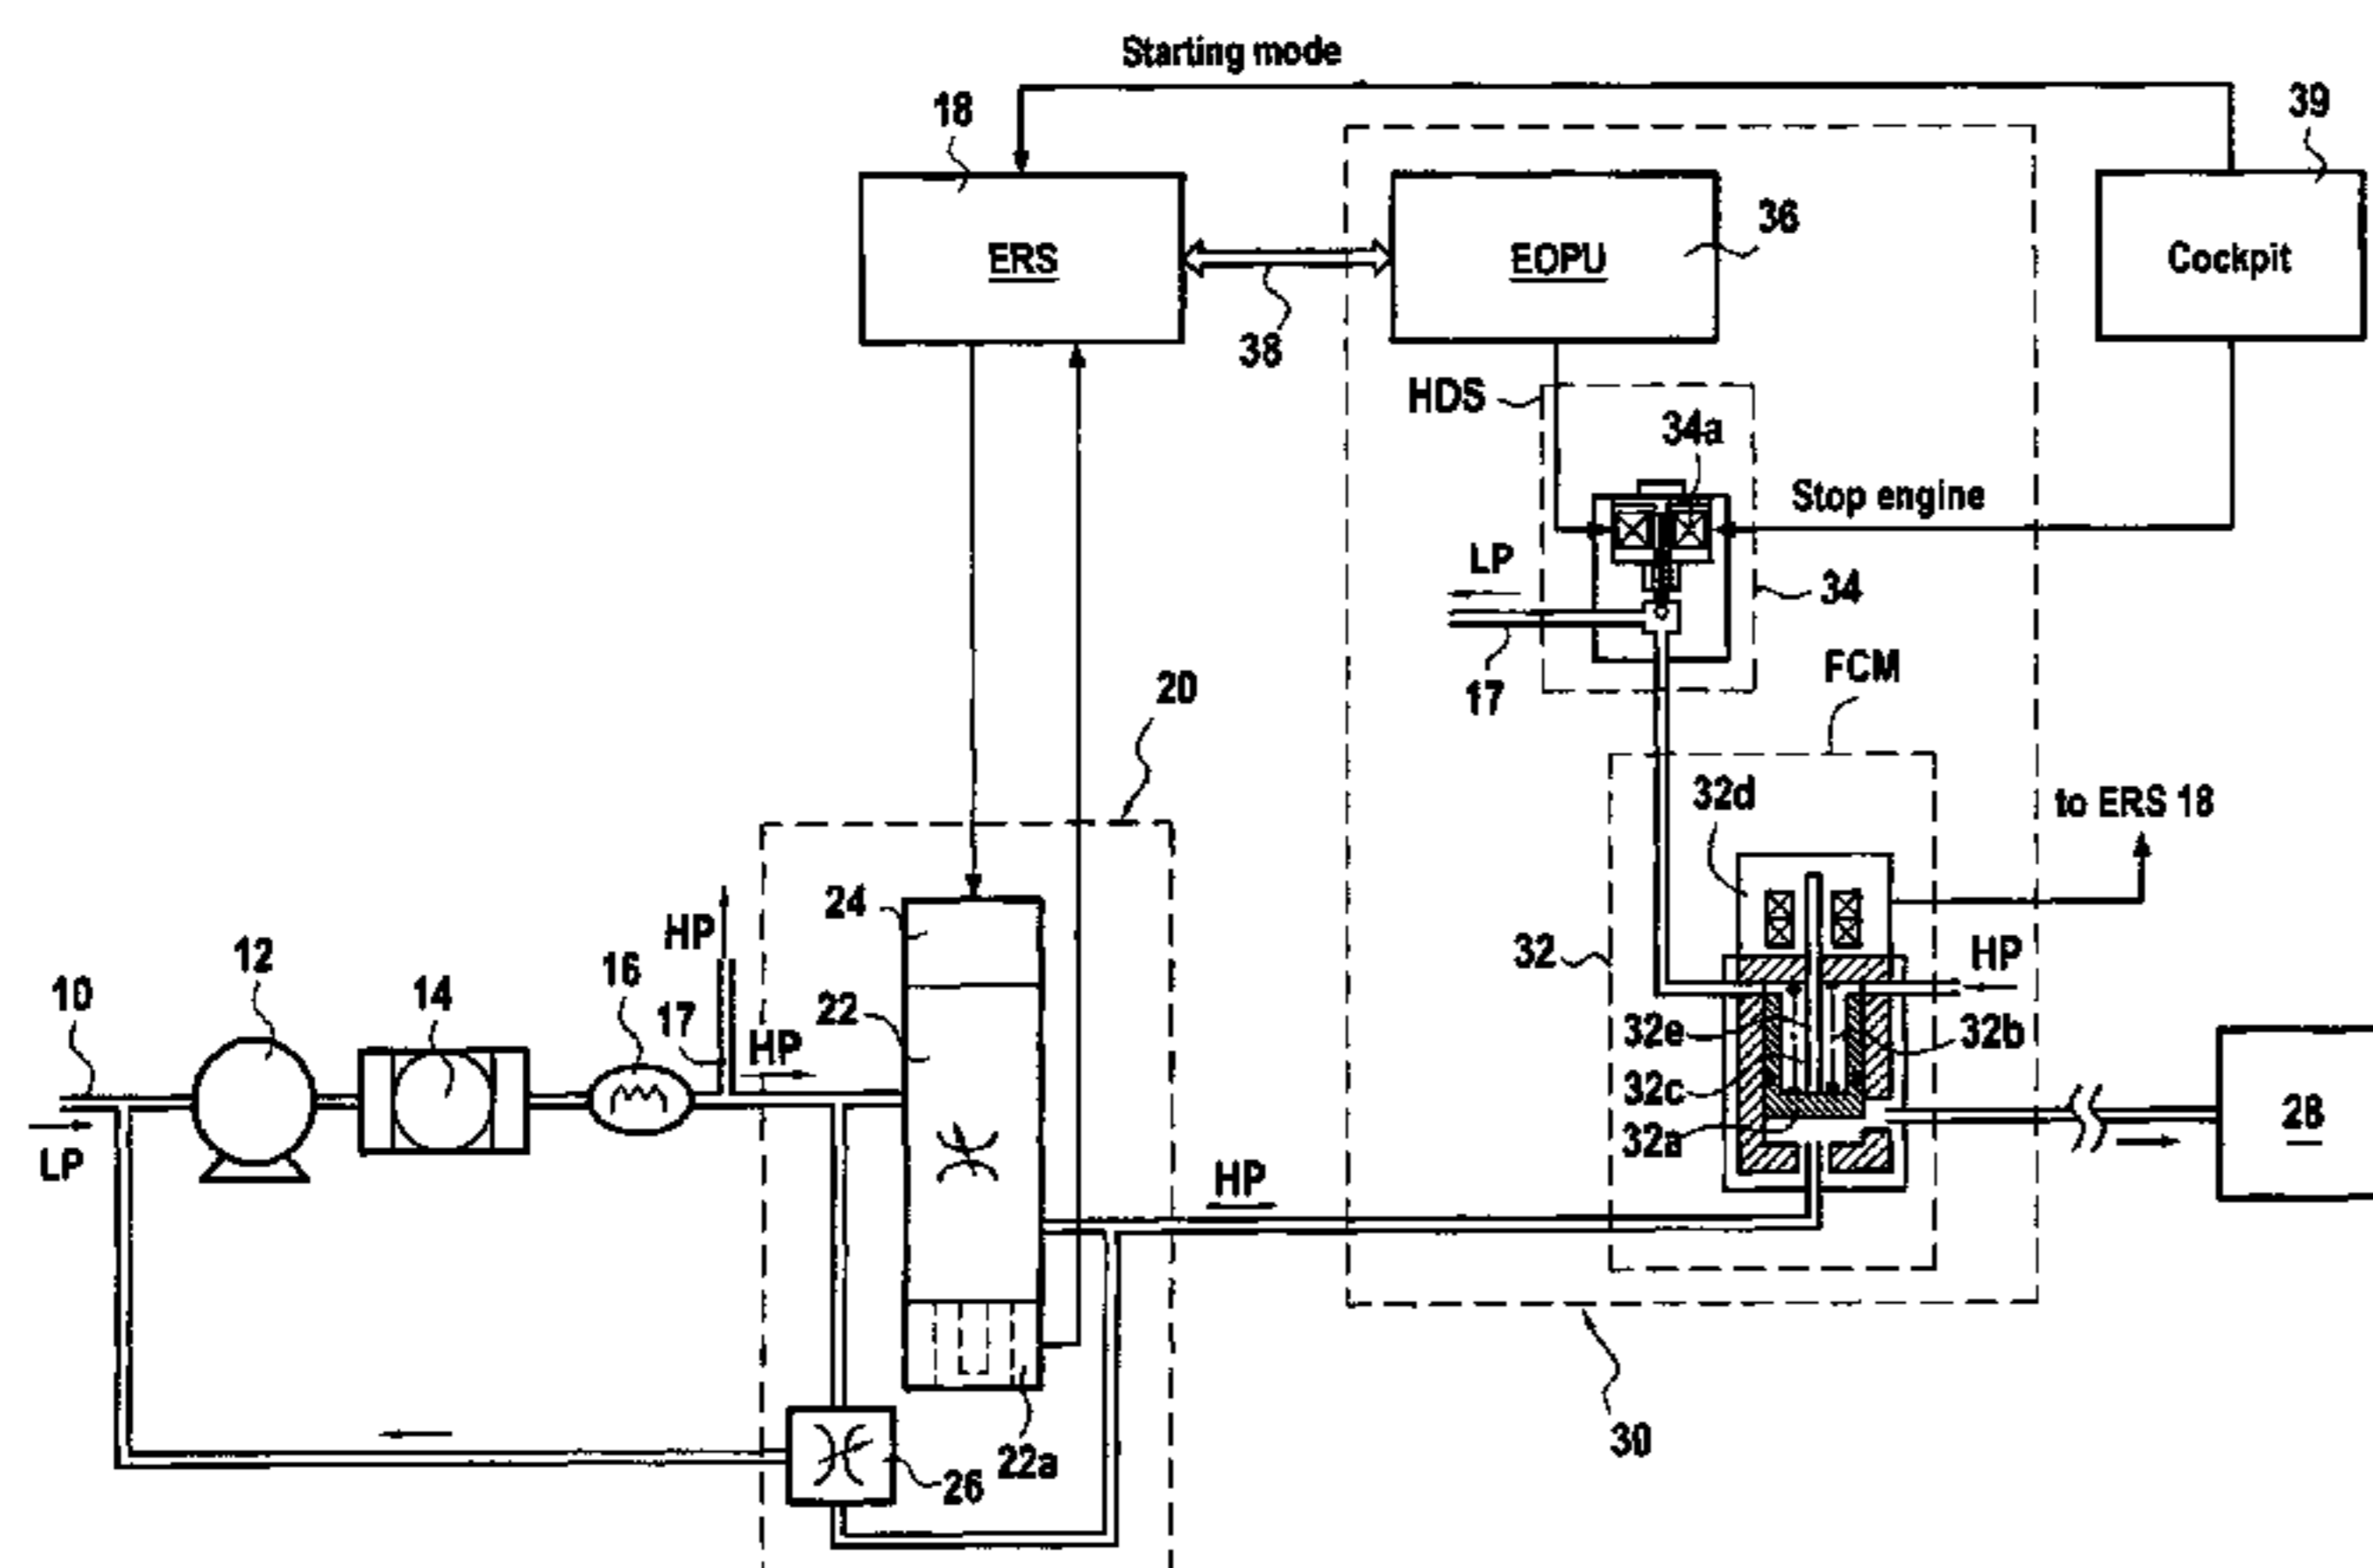 Starting mode
18
39
ERS
EOPU
36
Cockpit
38
HDS
34a
Stop engine
LP
34
17
FCM
20
32d
to ERS 18
24
HP
12
16
32
HP
10
14
17
HP
22
32e
32b
32c
28
32a
LP
HP
30
22a
26